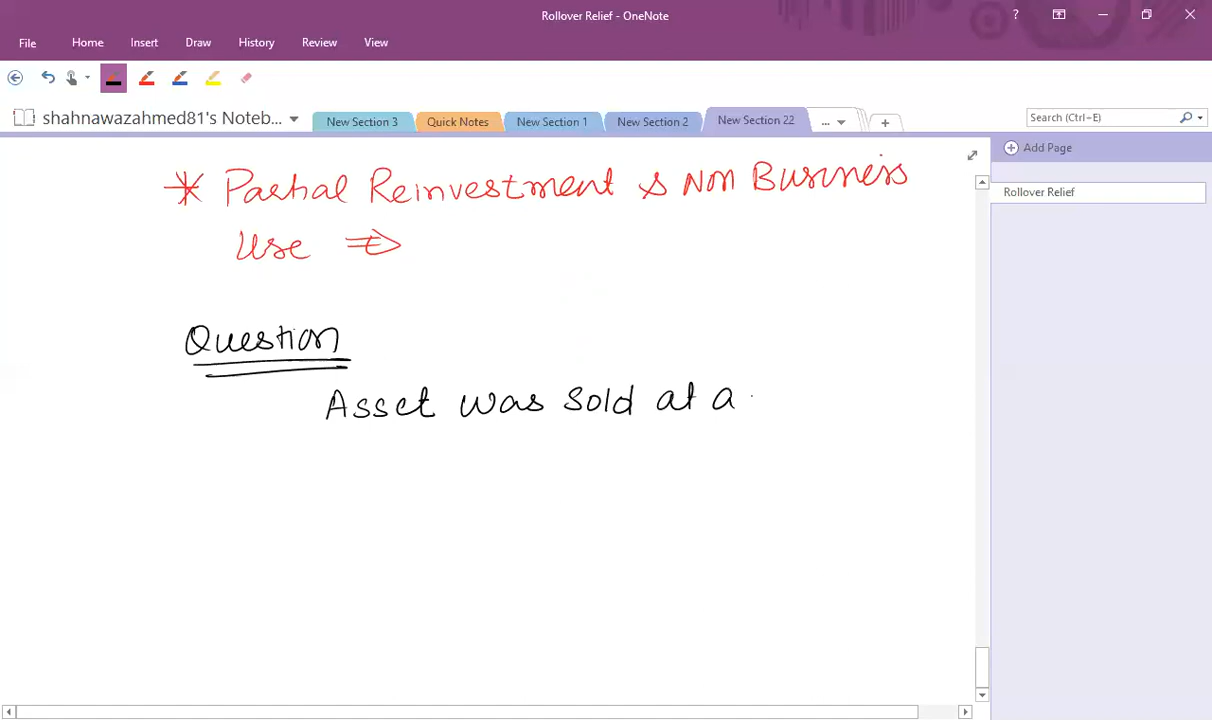 Rollover Relief - OneNote
?
File Home Insert Draw History Review View
shahnawazahmed81's Noteb... New Section 3 Quick Notes New Section 1 New Section 2 New Section 22 ... Search (Ctrl+E)
Add Page
Rollover Relief
* Partial Reinvestment & Non Business
Use ⇒
Question
Asset was sold at a